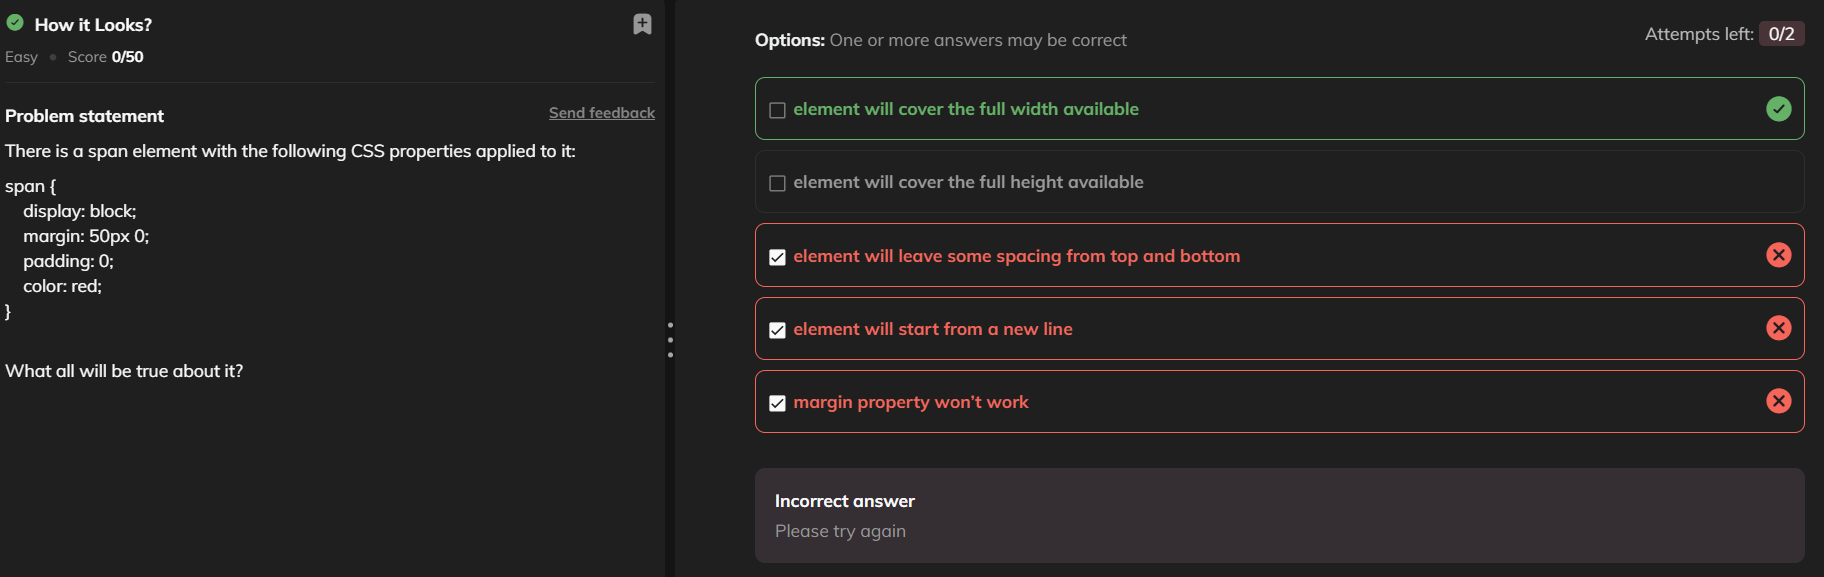 How it Looks?
Easy • Score 0/50
Problem statement
Send feedback
There is a span element with the following CSS properties applied to it:
span {
    display: block;
    margin: 50px 0;
    padding: 0;
    color: red;
}
What all will be true about it?
Options: One or more answers may be correct
Attempts left: 0/2
element will cover the full width available
element will cover the full height available
element will leave some spacing from top and bottom
element will start from a new line
margin property won’t work
Incorrect answer
Please try again